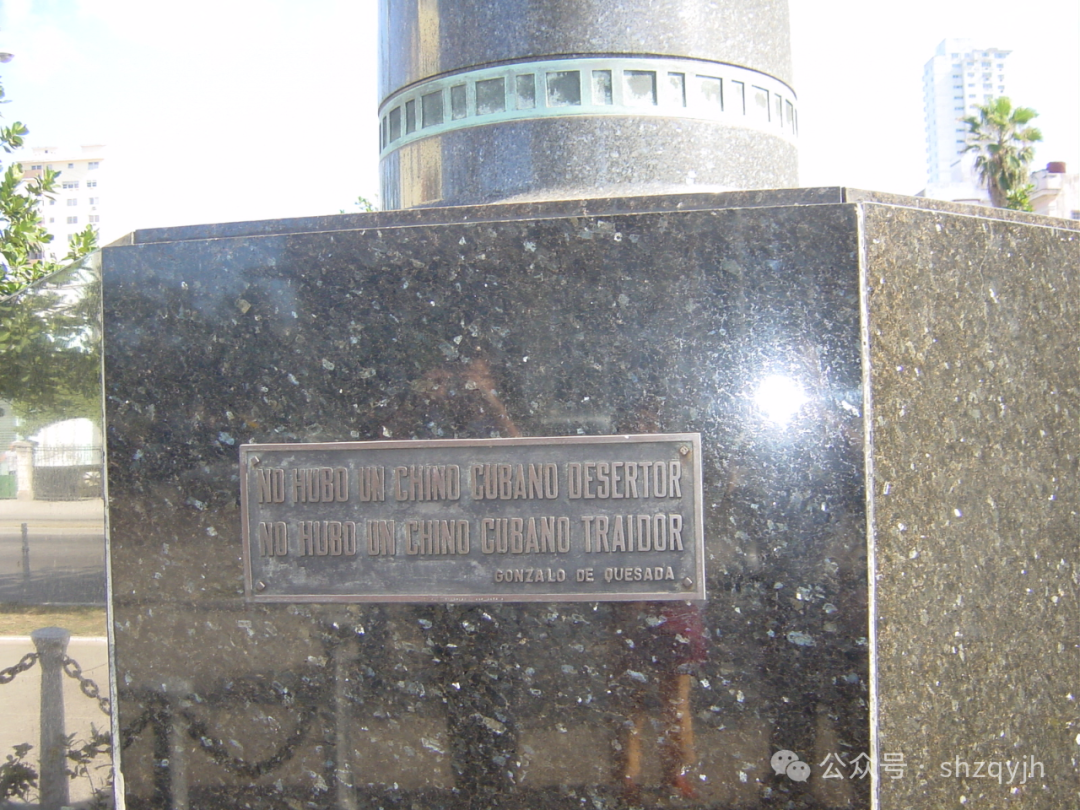 NO HUBO UN CHINO CUBANO DESERTOR
NO HUBO UN CHINO CUBANO TRAIDOR
GONZALO DE QUESADA
公众号: shzqyjh